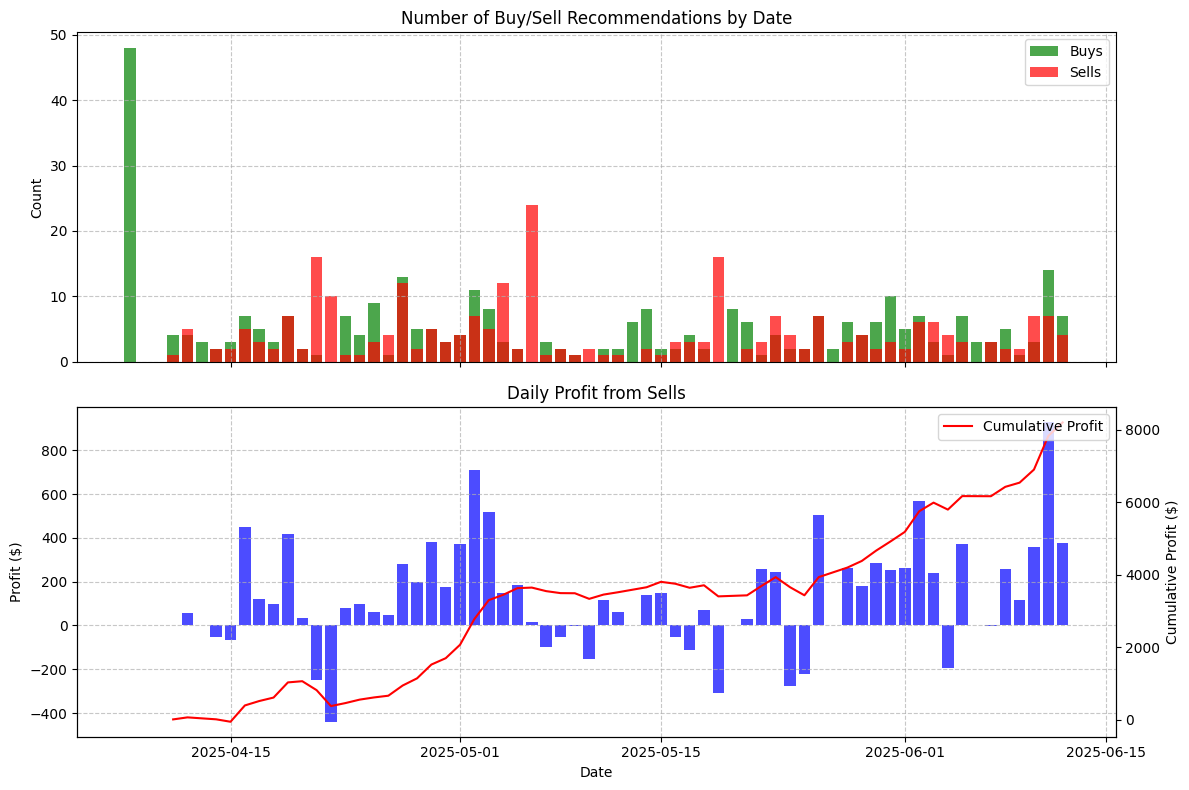 Number of Buy/Sell Recommendations by Date
50
40
30
20
10
0
Count
Buys
Sells
Daily Profit from Sells
800
600
400
200
0
−200
−400
Profit ($)
Cumulative Profit
8000
6000
4000
2000
0
Cumulative Profit ($)
2025-04-15
2025-05-01
2025-05-15
2025-06-01
2025-06-15
Date